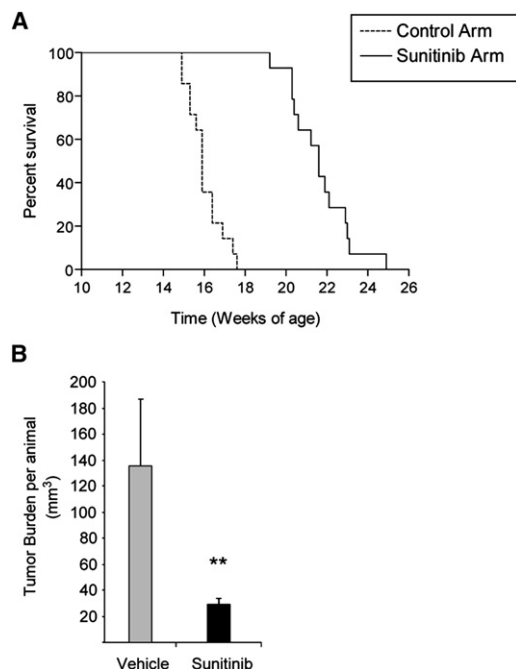 A
Control Arm
Sunitinib Arm
100
80
60
40
20
0
Percent survival
10 12 14 16 18 20 22 24 26
Time (Weeks of age)
B
200
180
160
140
120
100
80
60
40
20
Tumor Burden per animal
(mm³)
**
Vehicle Sunitinib